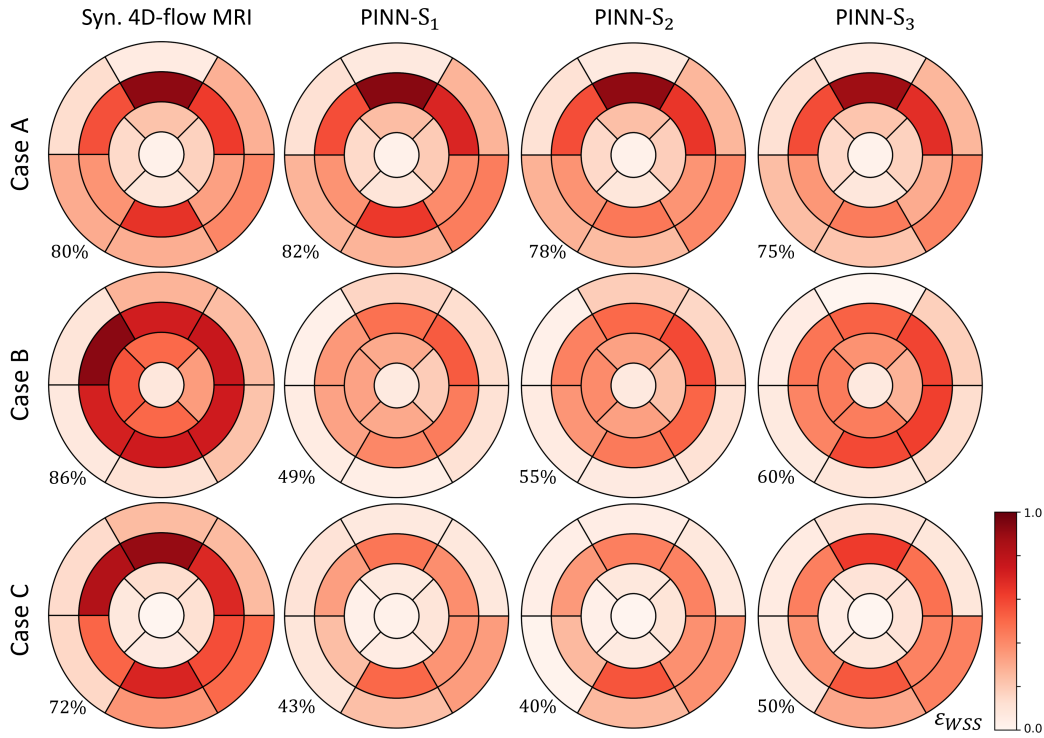 Syn. 4D-flow MRI PINN-S₁ PINN-S₂ PINN-S₃
Case A
80% 82% 78% 75%
Case B
86% 49% 55% 60%
Case C
1.0
72% 43% 40% 50%
εWSS
0.0